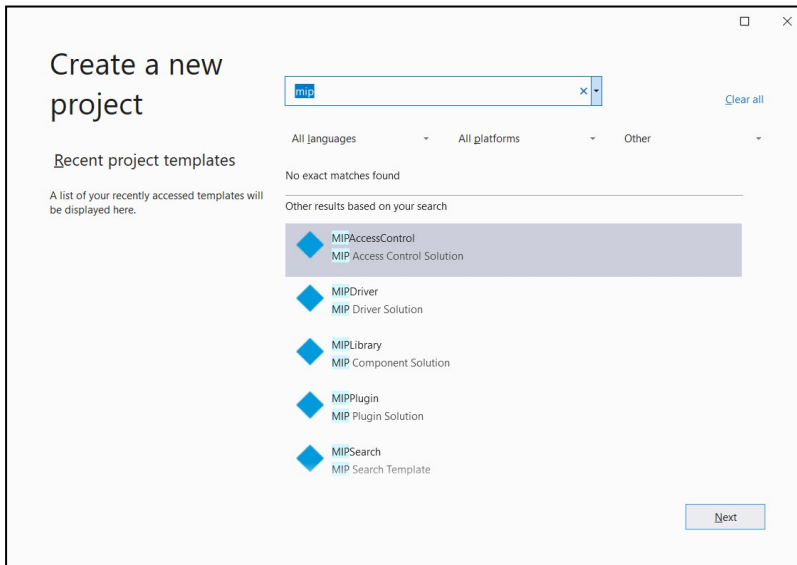 Create a new
project
Recent project templates
A list of your recently accessed templates will
be displayed here.
mip
Clear all
All languages
All platforms
Other
No exact matches found
Other results based on your search
MIPAccessControl
MIP Access Control Solution
MIPDriver
MIP Driver Solution
MIPLibrary
MIP Component Solution
MIPPlugin
MIP Plugin Solution
MIPSearch
MIP Search Template
Next